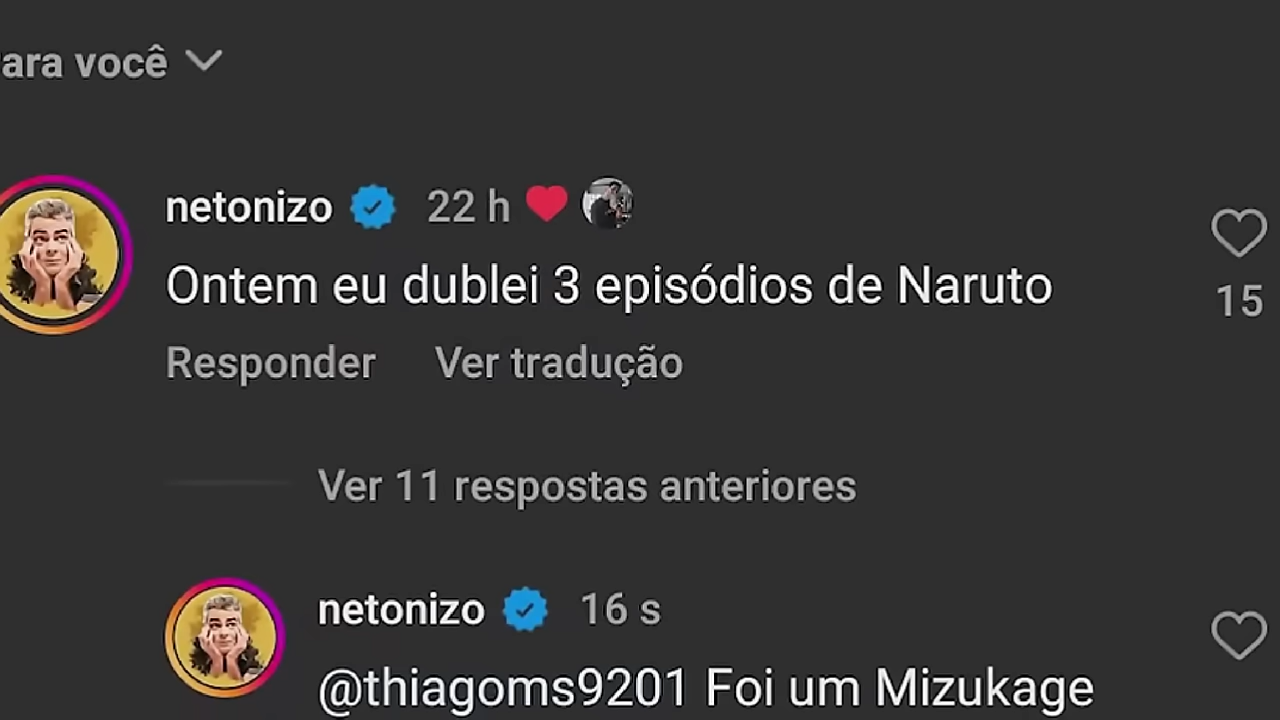 ara você
netonizo 22 h
Ontem eu dublei 3 episódios de Naruto
15
Responder Ver tradução
Ver 11 respostas anteriores
netonizo 16 s
@thiagoms9201 Foi um Mizukage